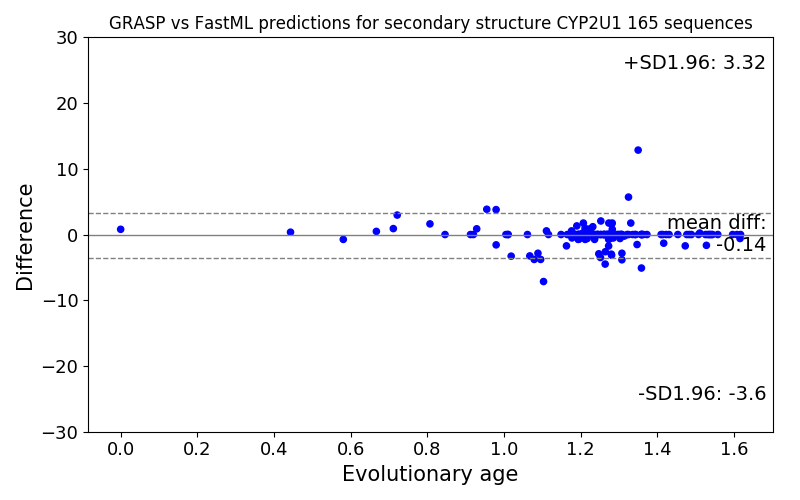 GRASP vs FastML predictions for secondary structure CYP2U1 165 sequences
30
+SD1.96: 3.32
20
10
mean diff:
0
-0.14
Difference
−10
−20
-SD1.96: -3.6
−30
0.0 0.2 0.4 0.6 0.8 1.0 1.2 1.4 1.6
Evolutionary age